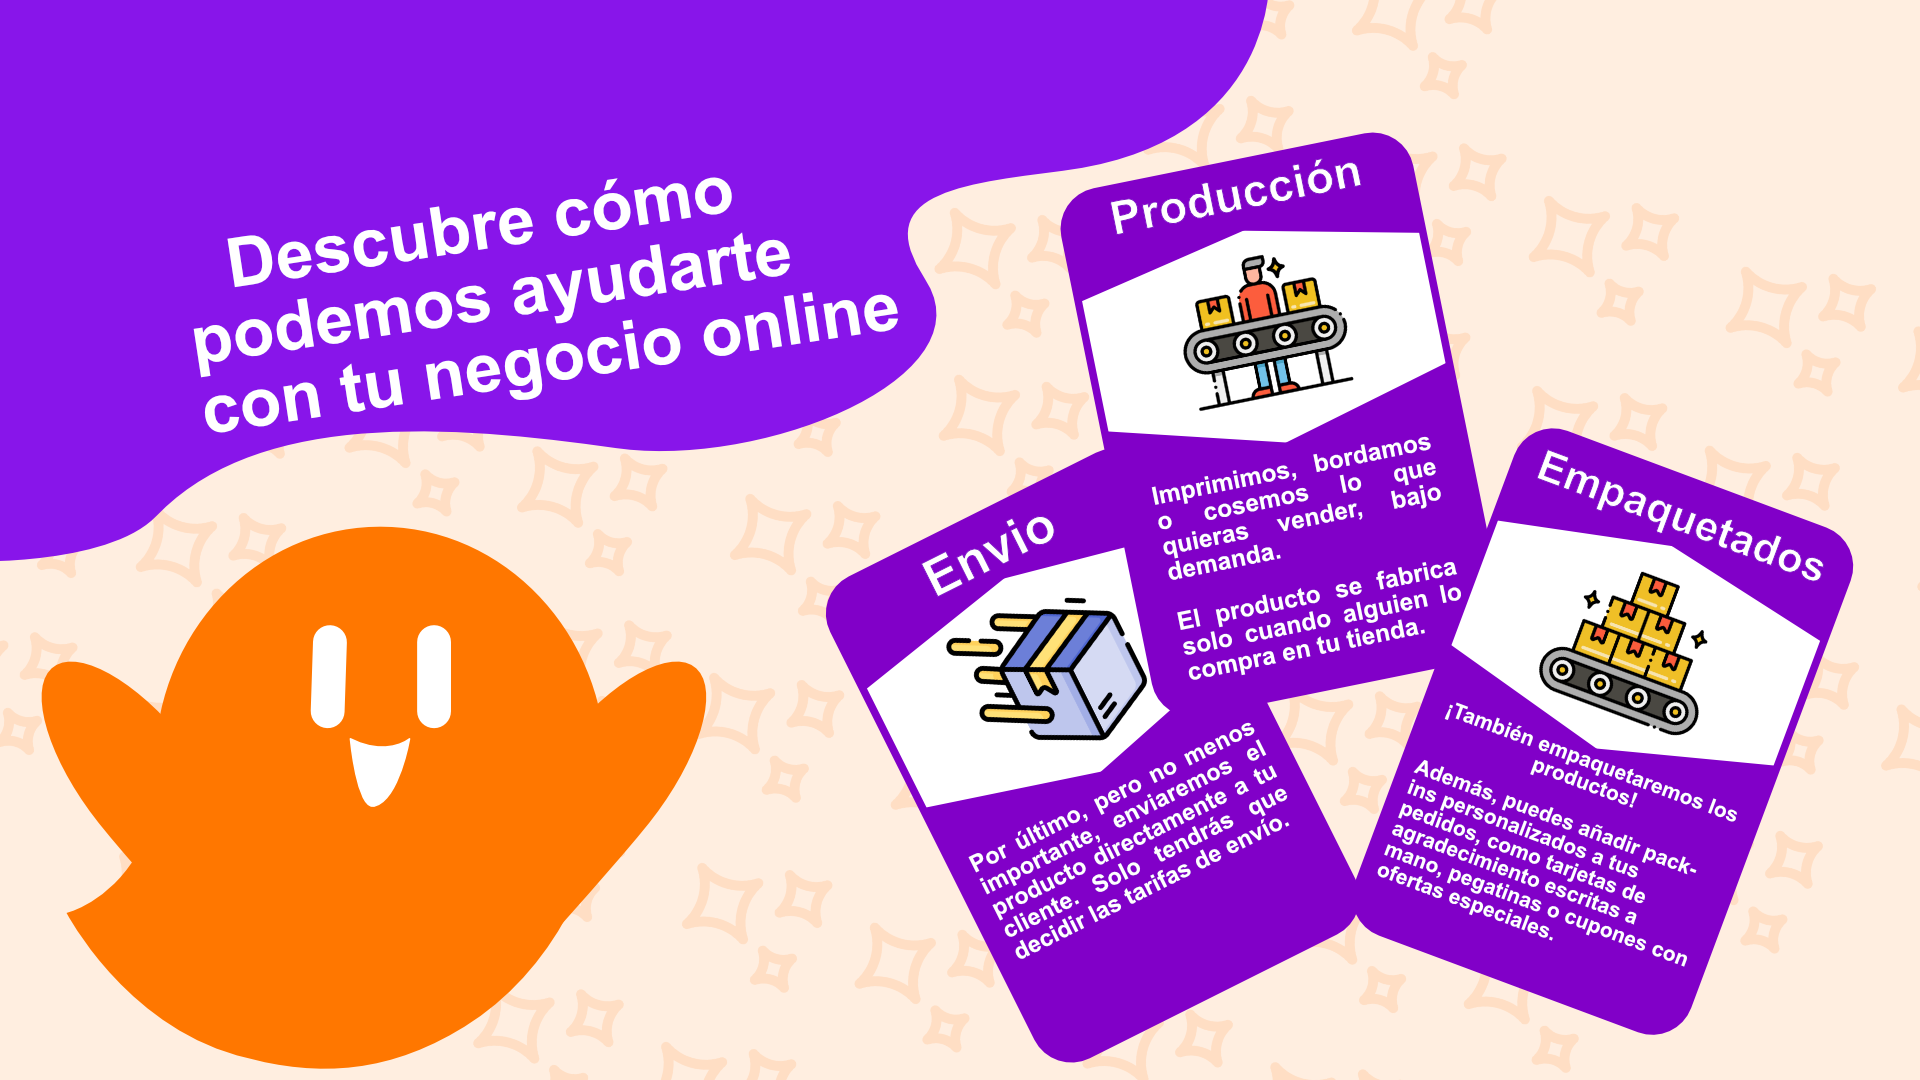 Descubre cómo
podemos ayudarte
con tu negocio online
Producción
Imprimimos, bordamos
o cosemos lo que
quieras vender, bajo
demanda.
El producto se fabrica
solo cuando alguien lo
compra en tu tienda.
Envio
Por último, pero no menos
importante, enviaremos el
producto directamente a tu
cliente. Solo tendrás que
decidir las tarifas de envío.
Empaquetados
¡También empaquetaremos los
productos!
Además, puedes añadir pack-
ins personalizados a tus
pedidos, como tarjetas de
agradecimiento escritas a
mano, pegatinas o cupones con
ofertas especiales.